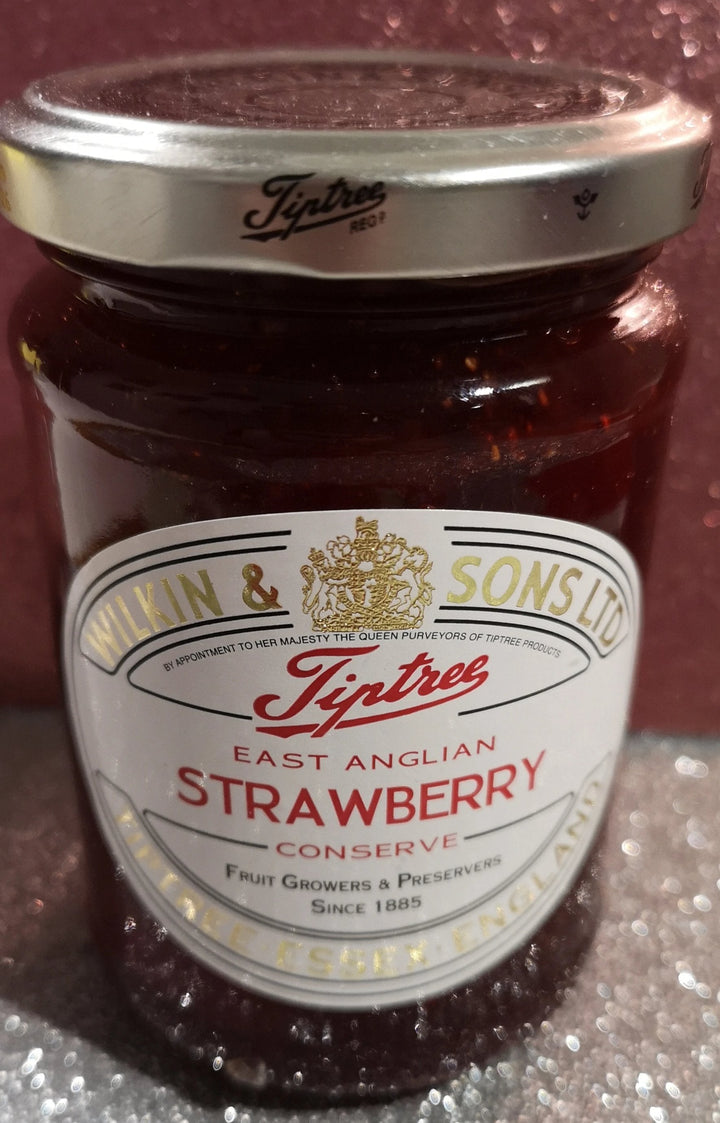 Tiptree
REGD
WILKIN & SONS LTD
BY APPOINTMENT TO HER MAJESTY THE QUEEN PURVEYORS OF TIPTREE PRODUCTS
Tiptree
EAST ANGLIAN
STRAWBERRY
CONSERVE
FRUIT GROWERS & PRESERVERS
SINCE 1885
TIPTREE · ESSEX · ENGLAND